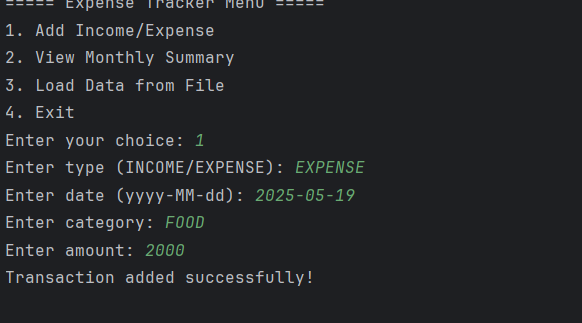 ===== Expense Tracker Menu =====
1. Add Income/Expense
2. View Monthly Summary
3. Load Data from File
4. Exit
Enter your choice: 1
Enter type (INCOME/EXPENSE): EXPENSE
Enter date (yyyy-MM-dd): 2025-05-19
Enter category: FOOD
Enter amount: 2000
Transaction added successfully!